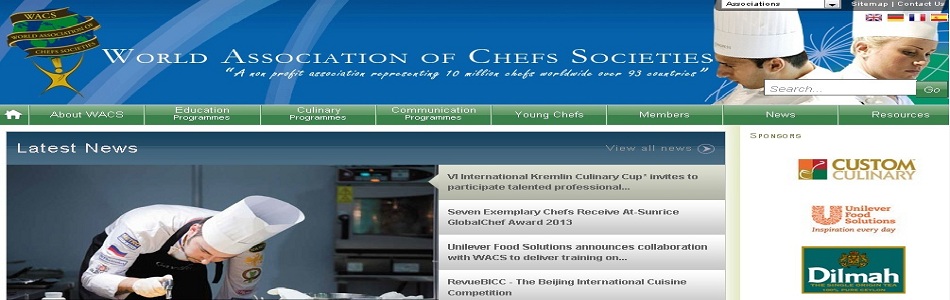 Associations
Sitemap | Contact Us
WACS
WORLD ASSOCIATION OF
CHEFS SOCIETIES
WORLD ASSOCIATION OF CHEFS SOCIETIES
"A non profit association representing 10 million chefs worldwide over 93 countries"
Search...
Go
About WACS
Education
Programmes
Culinary
Programmes
Communication
Programmes
Young Chefs
Members
News
Resources
Latest News
View all news
VI International Kremlin Culinary Cup* invites to
participate talented professional...
Seven Exemplary Chefs Receive At-Sunrice
GlobalChef Award 2013
Unilever Food Solutions announces collaboration
with WACS to deliver training on...
RevueBICC - The Beijing International Cuisine
Competition
SPONSORS
CUSTOM
CULINARY
Unilever
Food
Solutions
Inspiration every day
Dilmah
THE SINGLE ORIGIN TEA
100% PURE CEYLON